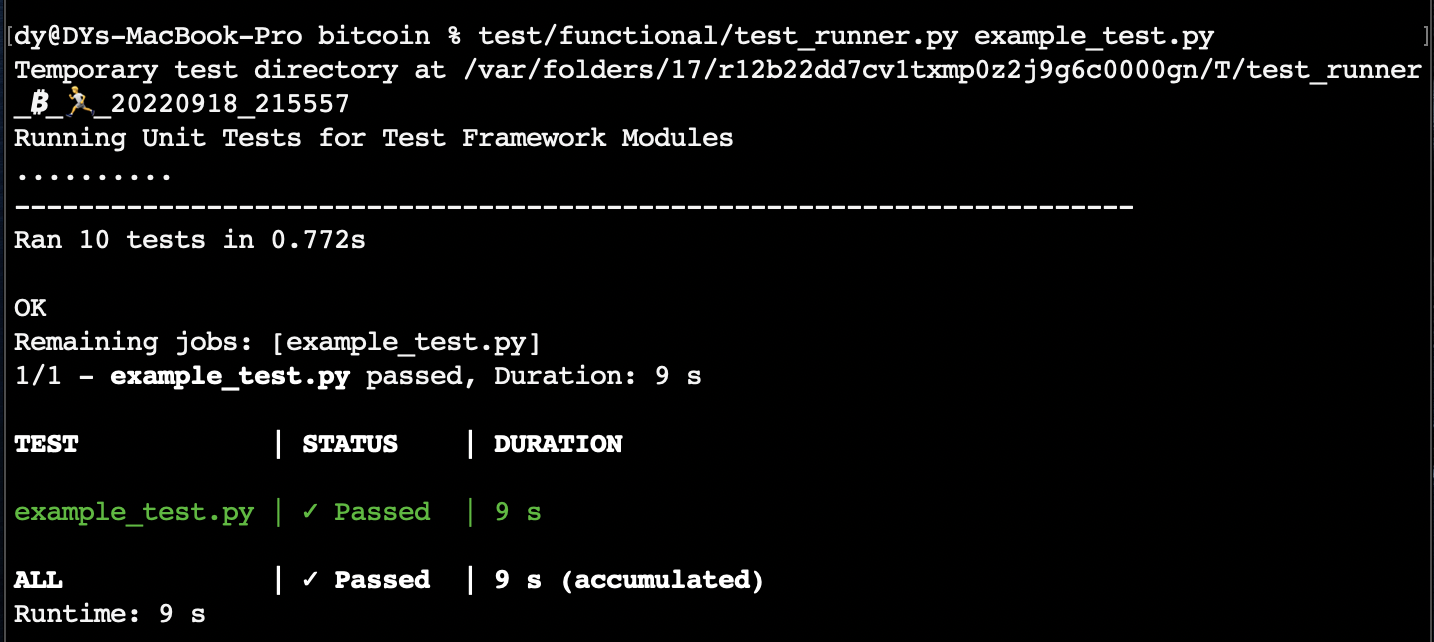 [dy@DYs-MacBook-Pro bitcoin % test/functional/test_runner.py example_test.py ]
Temporary test directory at /var/folders/17/r12b22dd7cv1txmp0z2j9g6c0000gn/T/test_runner
_₿_🏃_20220918_215557
Running Unit Tests for Test Framework Modules
..........
----------------------------------------------------------------------
Ran 10 tests in 0.772s
OK
Remaining jobs: [example_test.py]
1/1 - example_test.py passed, Duration: 9 s
TEST | STATUS | DURATION
example_test.py | ✓ Passed | 9 s
ALL | ✓ Passed | 9 s (accumulated)
Runtime: 9 s